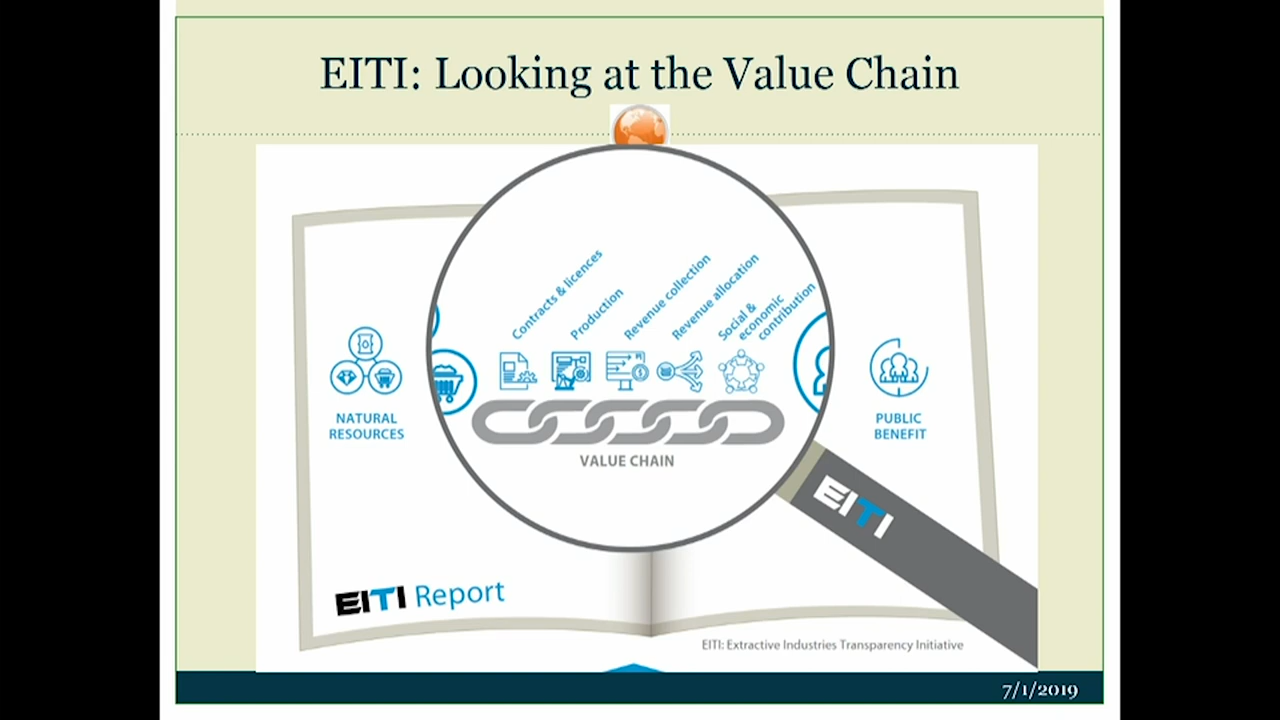 EITI: Looking at the Value Chain
Contracts & licences
Production
Revenue collection
Revenue allocation
Social &
economic
contribution
NATURAL
RESOURCES
VALUE CHAIN
PUBLIC
BENEFIT
EITI
EITI Report
EITI: Extractive Industries Transparency Initiative
7/1/2019